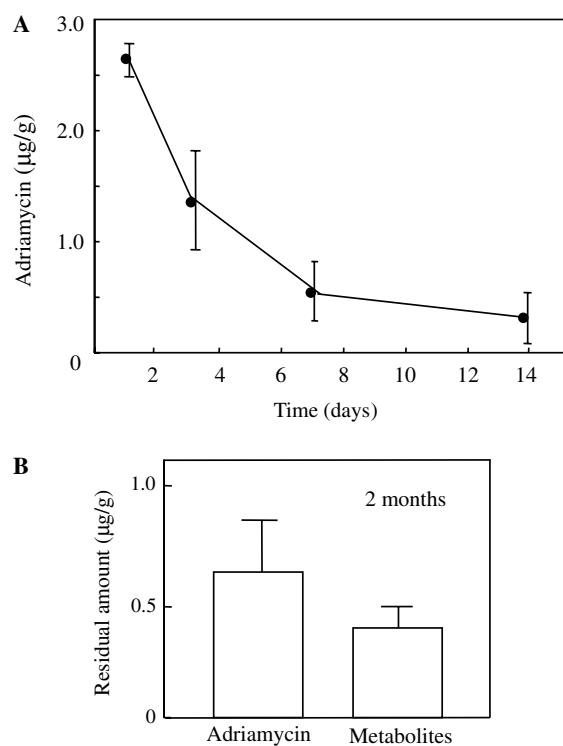 A
3.0
2.0
1.0
0
Adriamycin (µg/g)
2 4 6 8 10 12 14
Time (days)
B
1.0
0.5
0
Residual amount (µg/g)
2 months
Adriamycin Metabolites